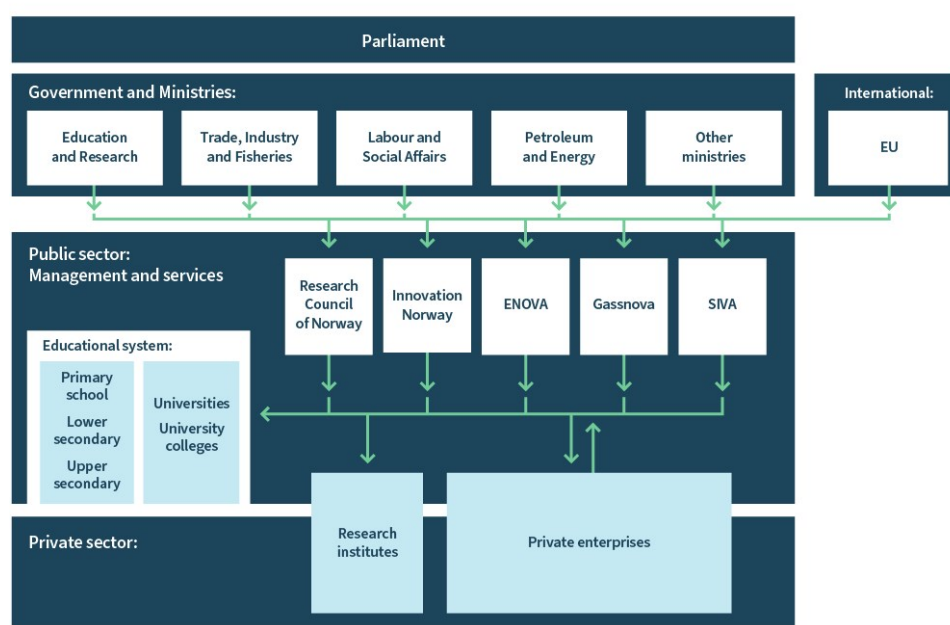 Parliament
Government and Ministries:
Education
and Research
Trade, Industry
and Fisheries
Labour and
Social Affairs
Petroleum
and Energy
Other
ministries
International:
EU
Public sector:
Management and services
Research
Council
of Norway
Innovation
Norway
ENOVA
Gassnova
SIVA
Educational system:
Primary
school
Lower
secondary
Upper
secondary
Universities
University
colleges
Private sector:
Research
institutes
Private enterprises